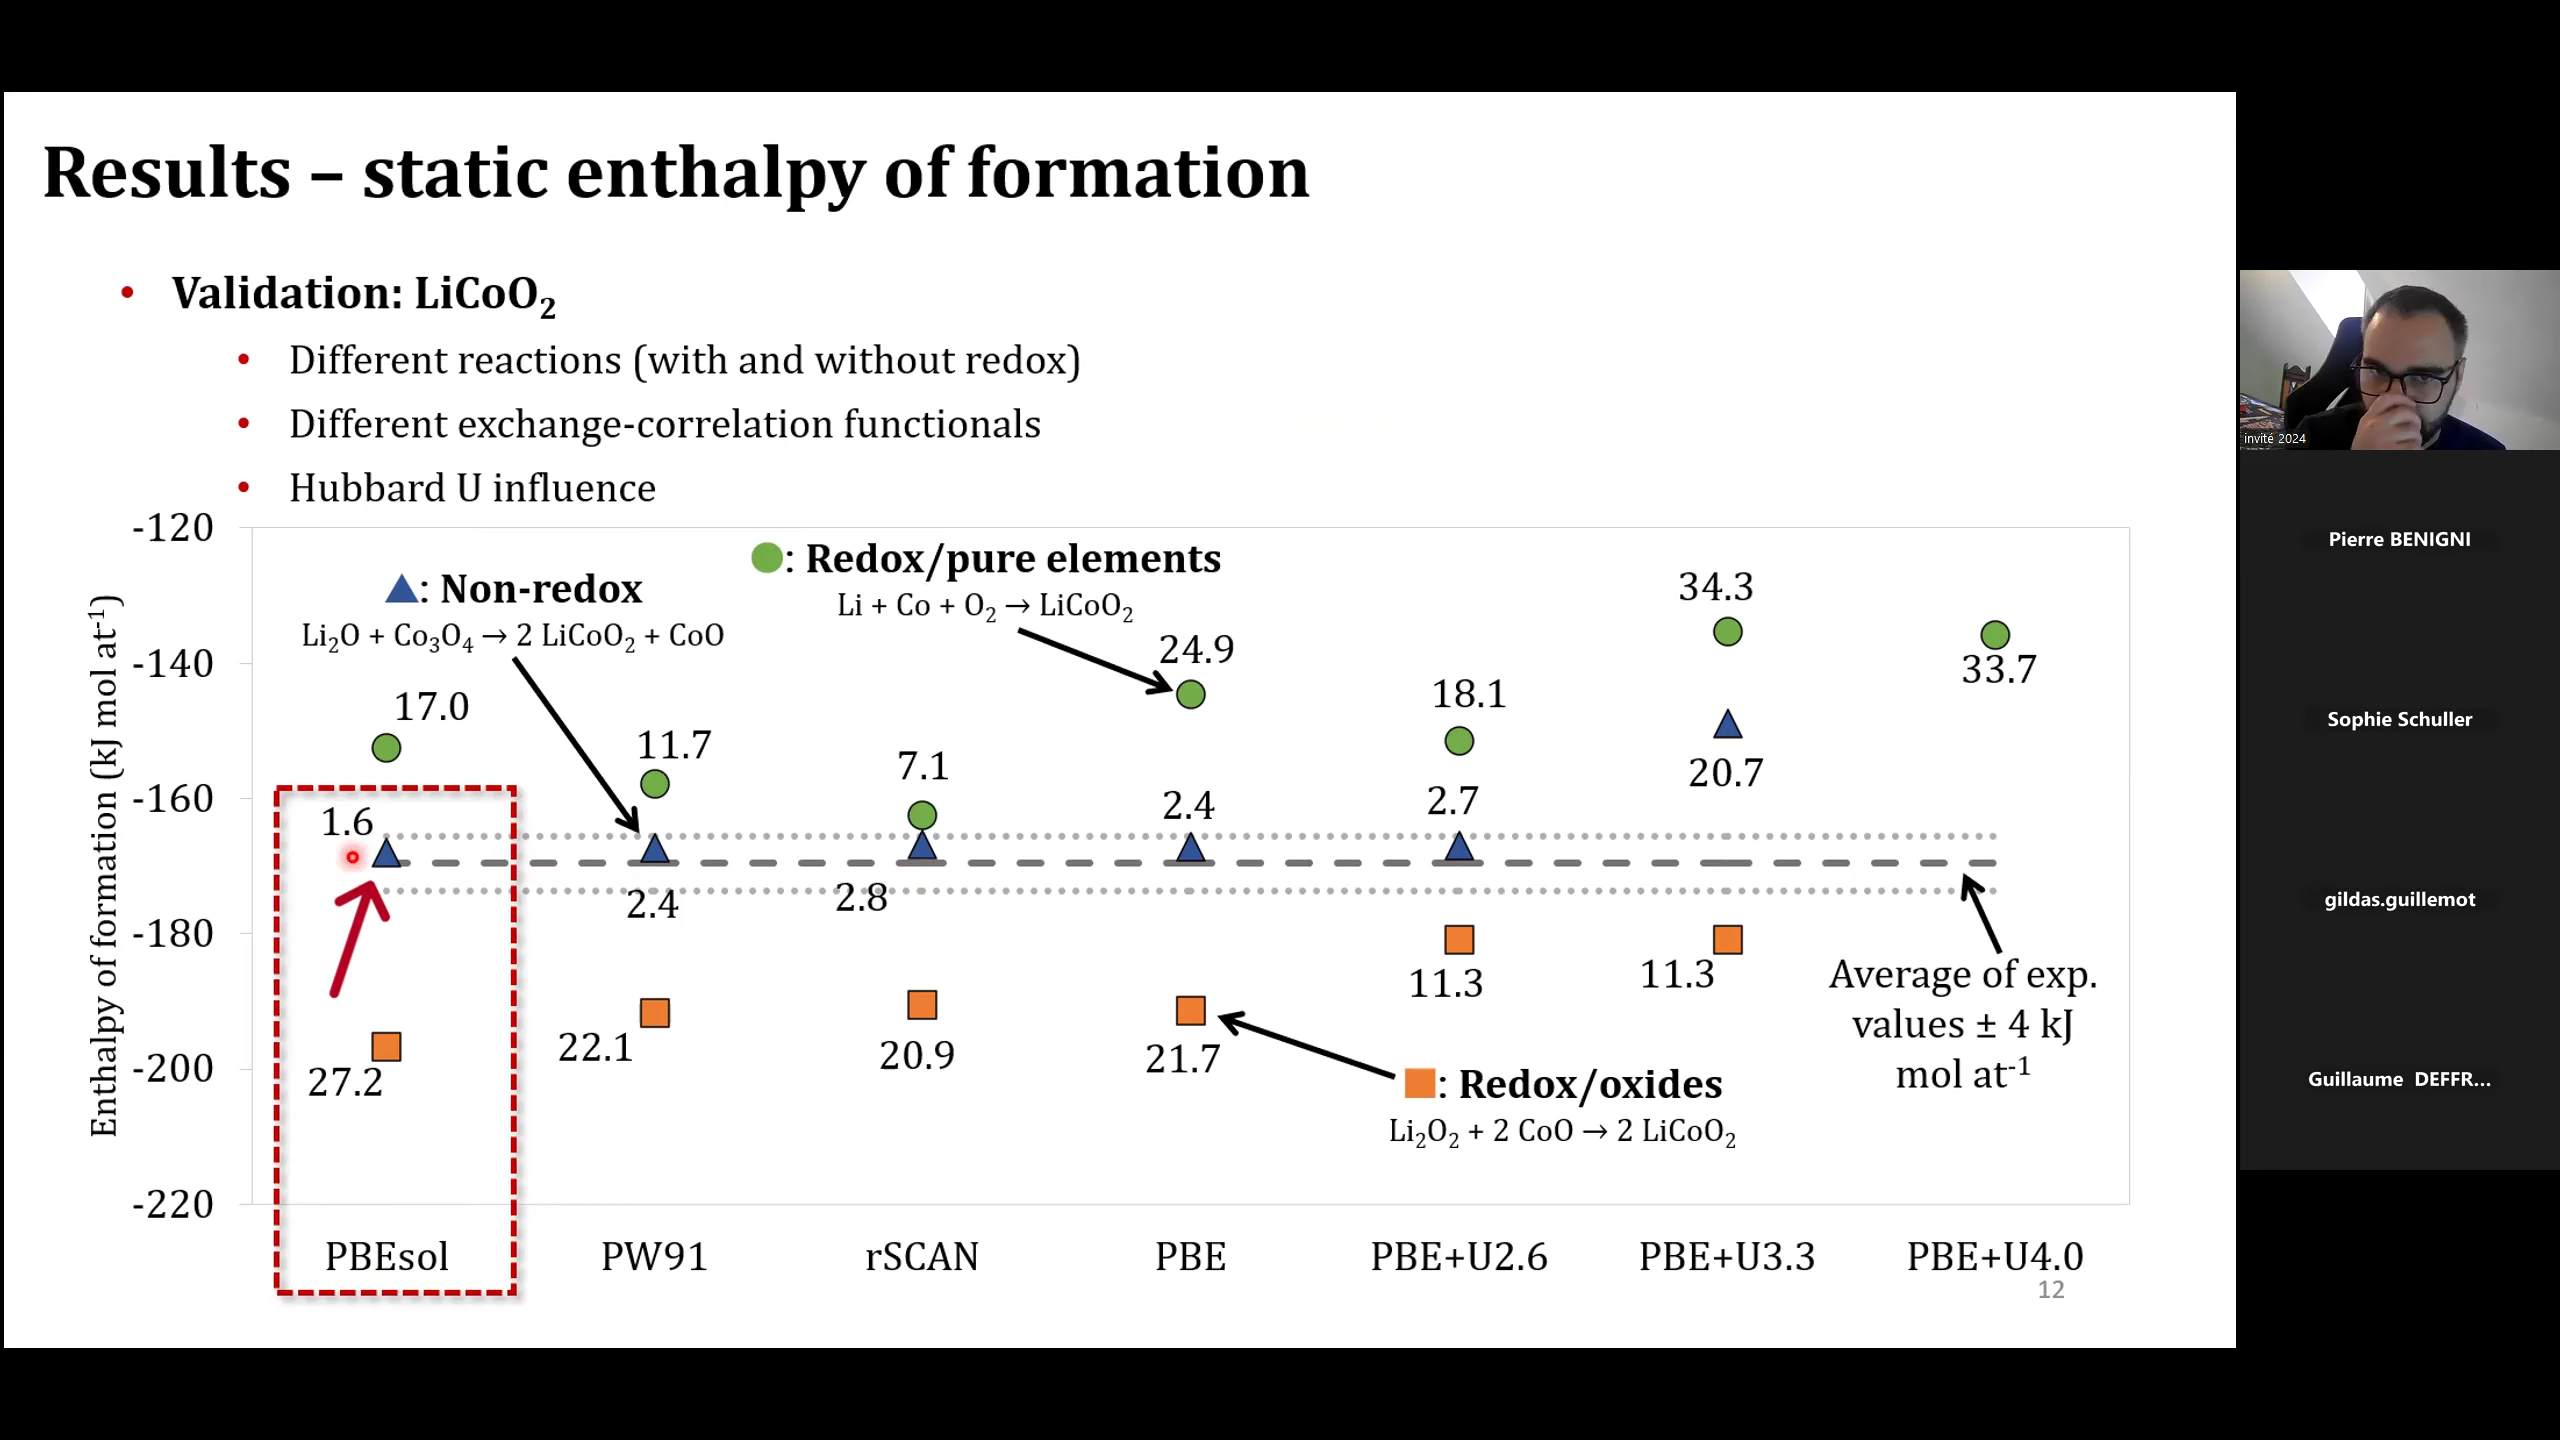 Results – static enthalpy of formation
• Validation: LiCoO₂
• Different reactions (with and without redox)
• Different exchange-correlation functionals
• Hubbard U influence
Enthalpy of formation (kJ mol at⁻¹)
-120
-140
-160
-180
-200
-220
▲: Non-redox
Li₂O + Co₃O₄ → 2 LiCoO₂ + CoO
●: Redox/pure elements
Li + Co + O₂ → LiCoO₂
34.3
24.9
33.7
18.1
17.0
11.7
7.1
20.7
2.4
2.7
1.6
2.4
2.8
11.3
11.3
Average of exp.
values ± 4 kJ
mol at⁻¹
22.1
20.9
21.7
27.2
■: Redox/oxides
Li₂O₂ + 2 CoO → 2 LiCoO₂
PBEsol
PW91
rSCAN
PBE
PBE+U2.6
PBE+U3.3
PBE+U4.0
12
invité 2024
Pierre BENIGNI
Sophie Schuller
gildas.guillemot
Guillaume DEFFR...